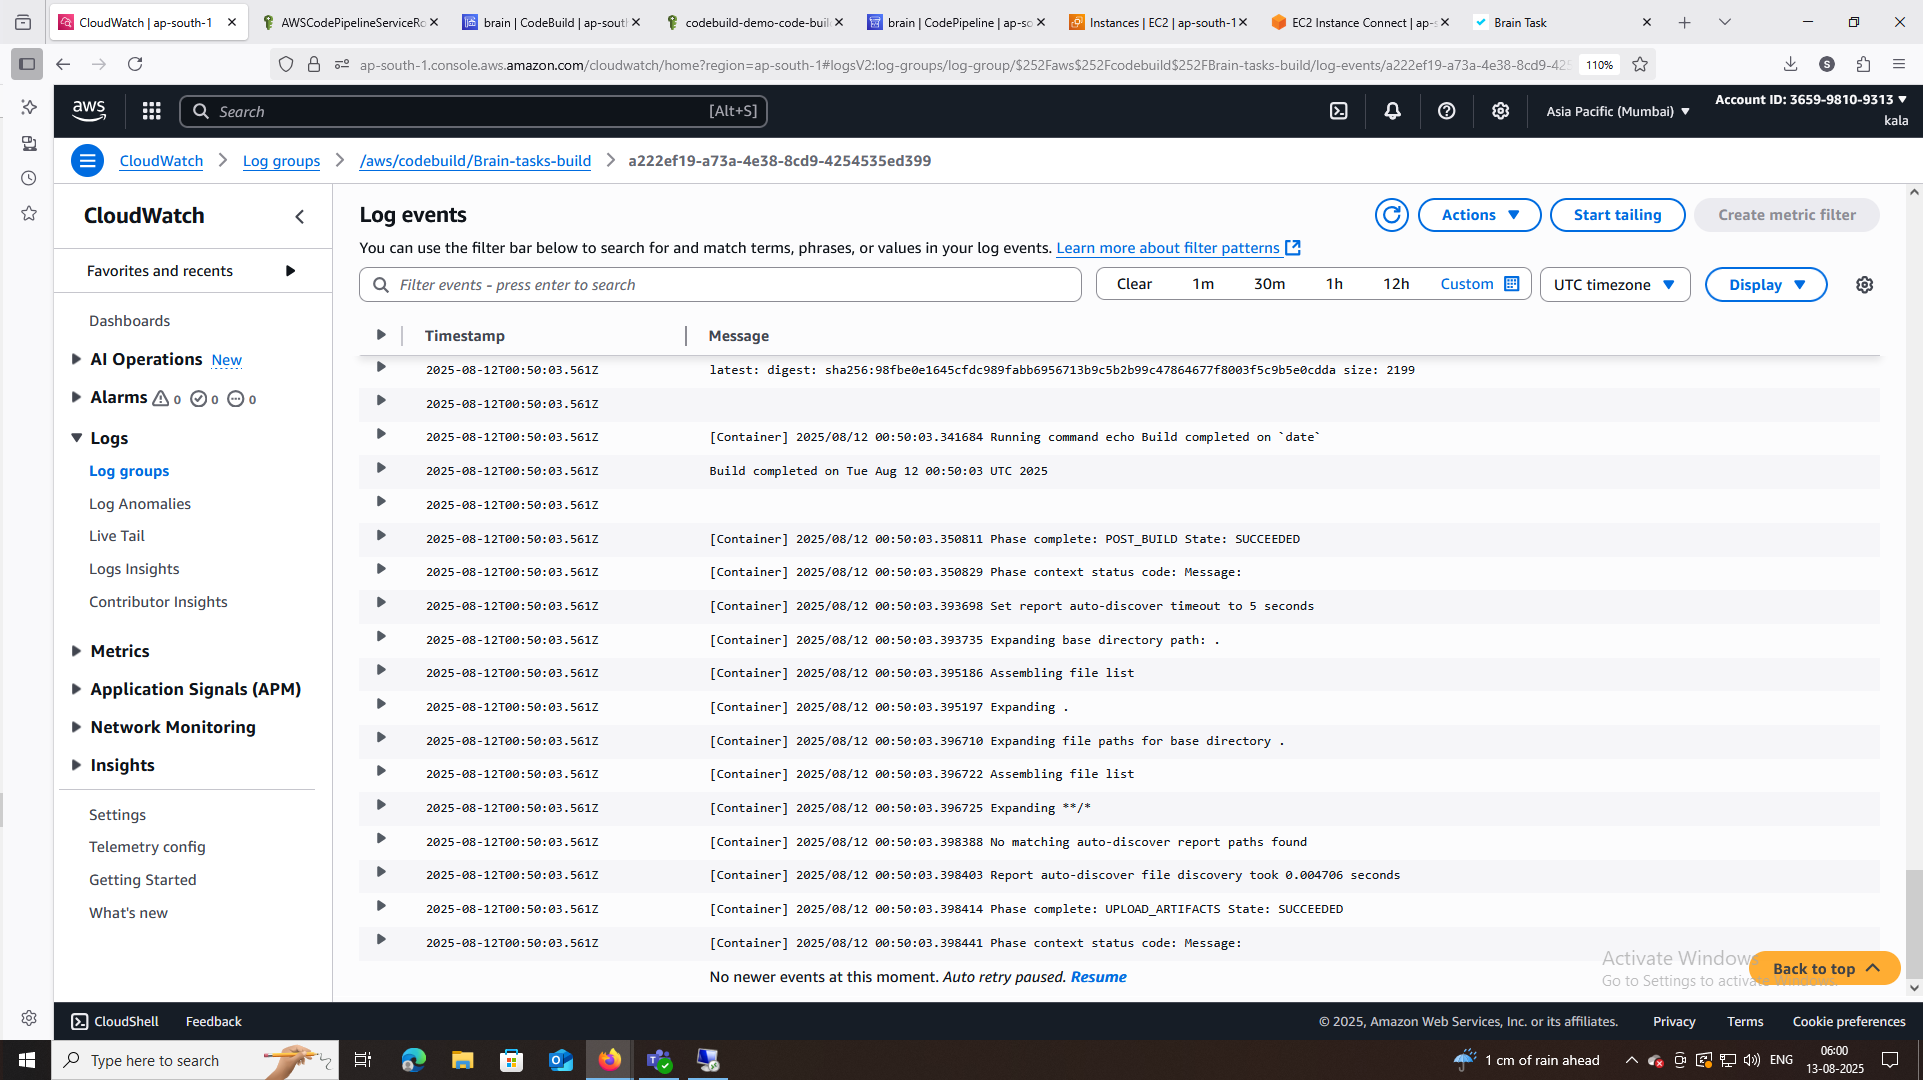 CloudWatch | ap-south-1
AWSCodePipelineServiceRo
brain | CodeBuild | ap-sout
codebuild-demo-code-buil
brain | CodePipeline | ap-so
Instances | EC2 | ap-south-1
EC2 Instance Connect | ap-s
Brain Task
ap-south-1.console.aws.amazon.com/cloudwatch/home?region=ap-south-1#logsV2:log-groups/log-group/$252Faws$252Fcodebuild$252FBrain-tasks-build/log-events/a222ef19-a73a-4e38-8cd9-425
110%
S
aws
Search
[Alt+S]
Asia Pacific (Mumbai)
Account ID: 3659-9810-9313
kala
CloudWatch
Log groups
/aws/codebuild/Brain-tasks-build
a222ef19-a73a-4e38-8cd9-4254535ed399
CloudWatch
Favorites and recents
Dashboards
AI Operations New
Alarms 0 0 0
Logs
Log groups
Log Anomalies
Live Tail
Logs Insights
Contributor Insights
Metrics
Application Signals (APM)
Network Monitoring
Insights
Settings
Telemetry config
Getting Started
What's new
Log events
Actions
Start tailing
Create metric filter
You can use the filter bar below to search for and match terms, phrases, or values in your log events. Learn more about filter patterns
Filter events - press enter to search
Clear 1m 30m 1h 12h Custom
UTC timezone
Display
Timestamp Message
2025-08-12T00:50:03.561Z latest: digest: sha256:98fbe0e1645cfdc989fabb6956713b9c5b2b99c47864677f8003f5c9b5e0cdda size: 2199
2025-08-12T00:50:03.561Z
2025-08-12T00:50:03.561Z [Container] 2025/08/12 00:50:03.341684 Running command echo Build completed on `date`
2025-08-12T00:50:03.561Z Build completed on Tue Aug 12 00:50:03 UTC 2025
2025-08-12T00:50:03.561Z
2025-08-12T00:50:03.561Z [Container] 2025/08/12 00:50:03.350811 Phase complete: POST_BUILD State: SUCCEEDED
2025-08-12T00:50:03.561Z [Container] 2025/08/12 00:50:03.350829 Phase context status code: Message:
2025-08-12T00:50:03.561Z [Container] 2025/08/12 00:50:03.393698 Set report auto-discover timeout to 5 seconds
2025-08-12T00:50:03.561Z [Container] 2025/08/12 00:50:03.393735 Expanding base directory path: .
2025-08-12T00:50:03.561Z [Container] 2025/08/12 00:50:03.395186 Assembling file list
2025-08-12T00:50:03.561Z [Container] 2025/08/12 00:50:03.395197 Expanding .
2025-08-12T00:50:03.561Z [Container] 2025/08/12 00:50:03.396710 Expanding file paths for base directory .
2025-08-12T00:50:03.561Z [Container] 2025/08/12 00:50:03.396722 Assembling file list
2025-08-12T00:50:03.561Z [Container] 2025/08/12 00:50:03.396725 Expanding **/*
2025-08-12T00:50:03.561Z [Container] 2025/08/12 00:50:03.398388 No matching auto-discover report paths found
2025-08-12T00:50:03.561Z [Container] 2025/08/12 00:50:03.398403 Report auto-discover file discovery took 0.004706 seconds
2025-08-12T00:50:03.561Z [Container] 2025/08/12 00:50:03.398414 Phase complete: UPLOAD_ARTIFACTS State: SUCCEEDED
2025-08-12T00:50:03.561Z [Container] 2025/08/12 00:50:03.398441 Phase context status code: Message:
No newer events at this moment. Auto retry paused. Resume
Activate Windows
Go to Settings to activate Windows.
Back to top
CloudShell
Feedback
© 2025, Amazon Web Services, Inc. or its affiliates.
Privacy
Terms
Cookie preferences
Type here to search
1 cm of rain ahead
ENG
06:00
13-08-2025